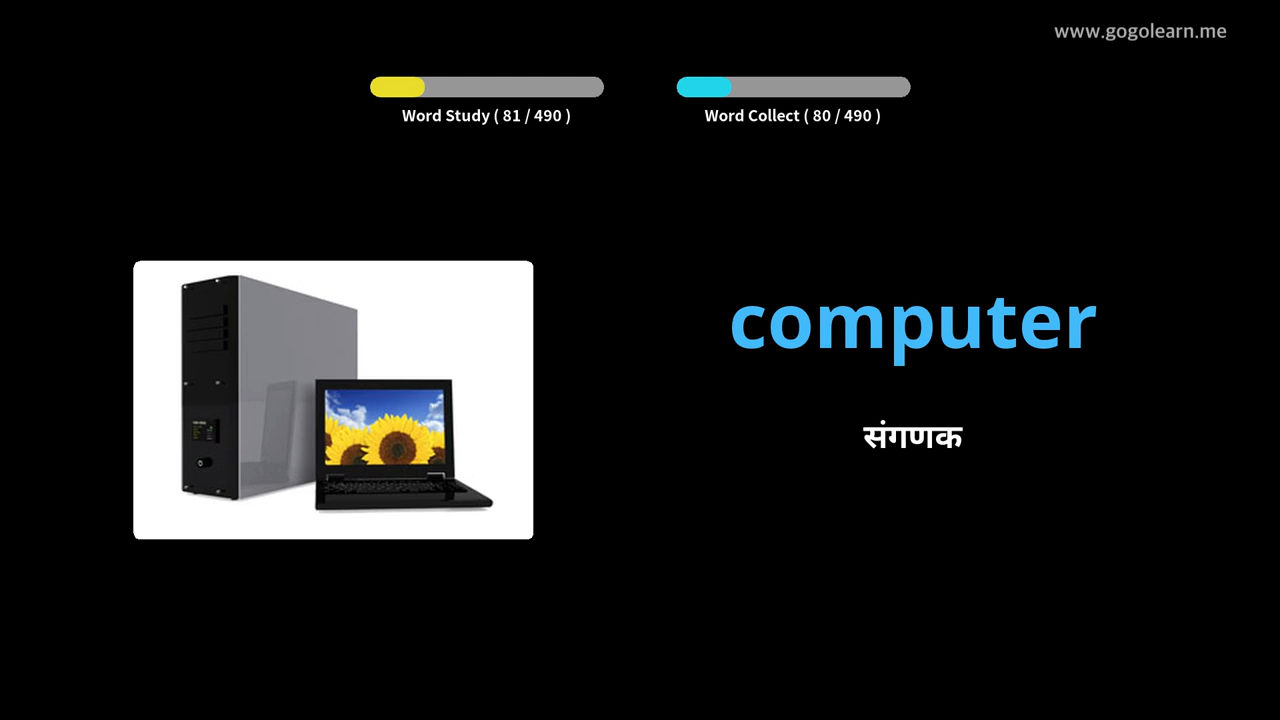 www.gogolearn.me
Word Study ( 81 / 490 )
Word Collect ( 80 / 490 )
computer
संगणक